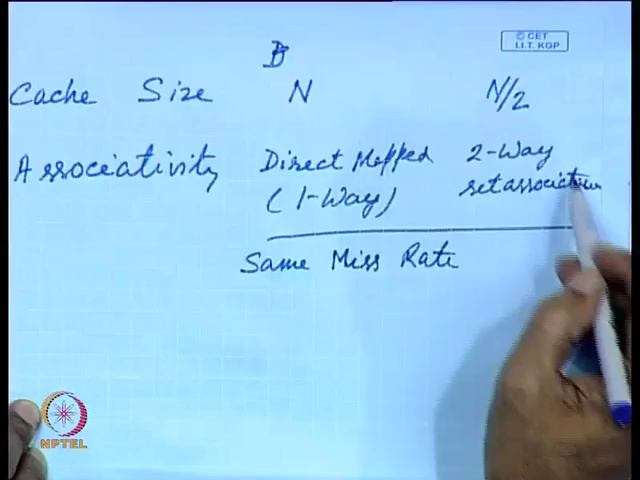 © CET
I.I.T. KGP
Cache Size N N/2
Associativity Direct Mapped 2-Way
(1-Way) set associative
Same Miss Rate
NPTEL